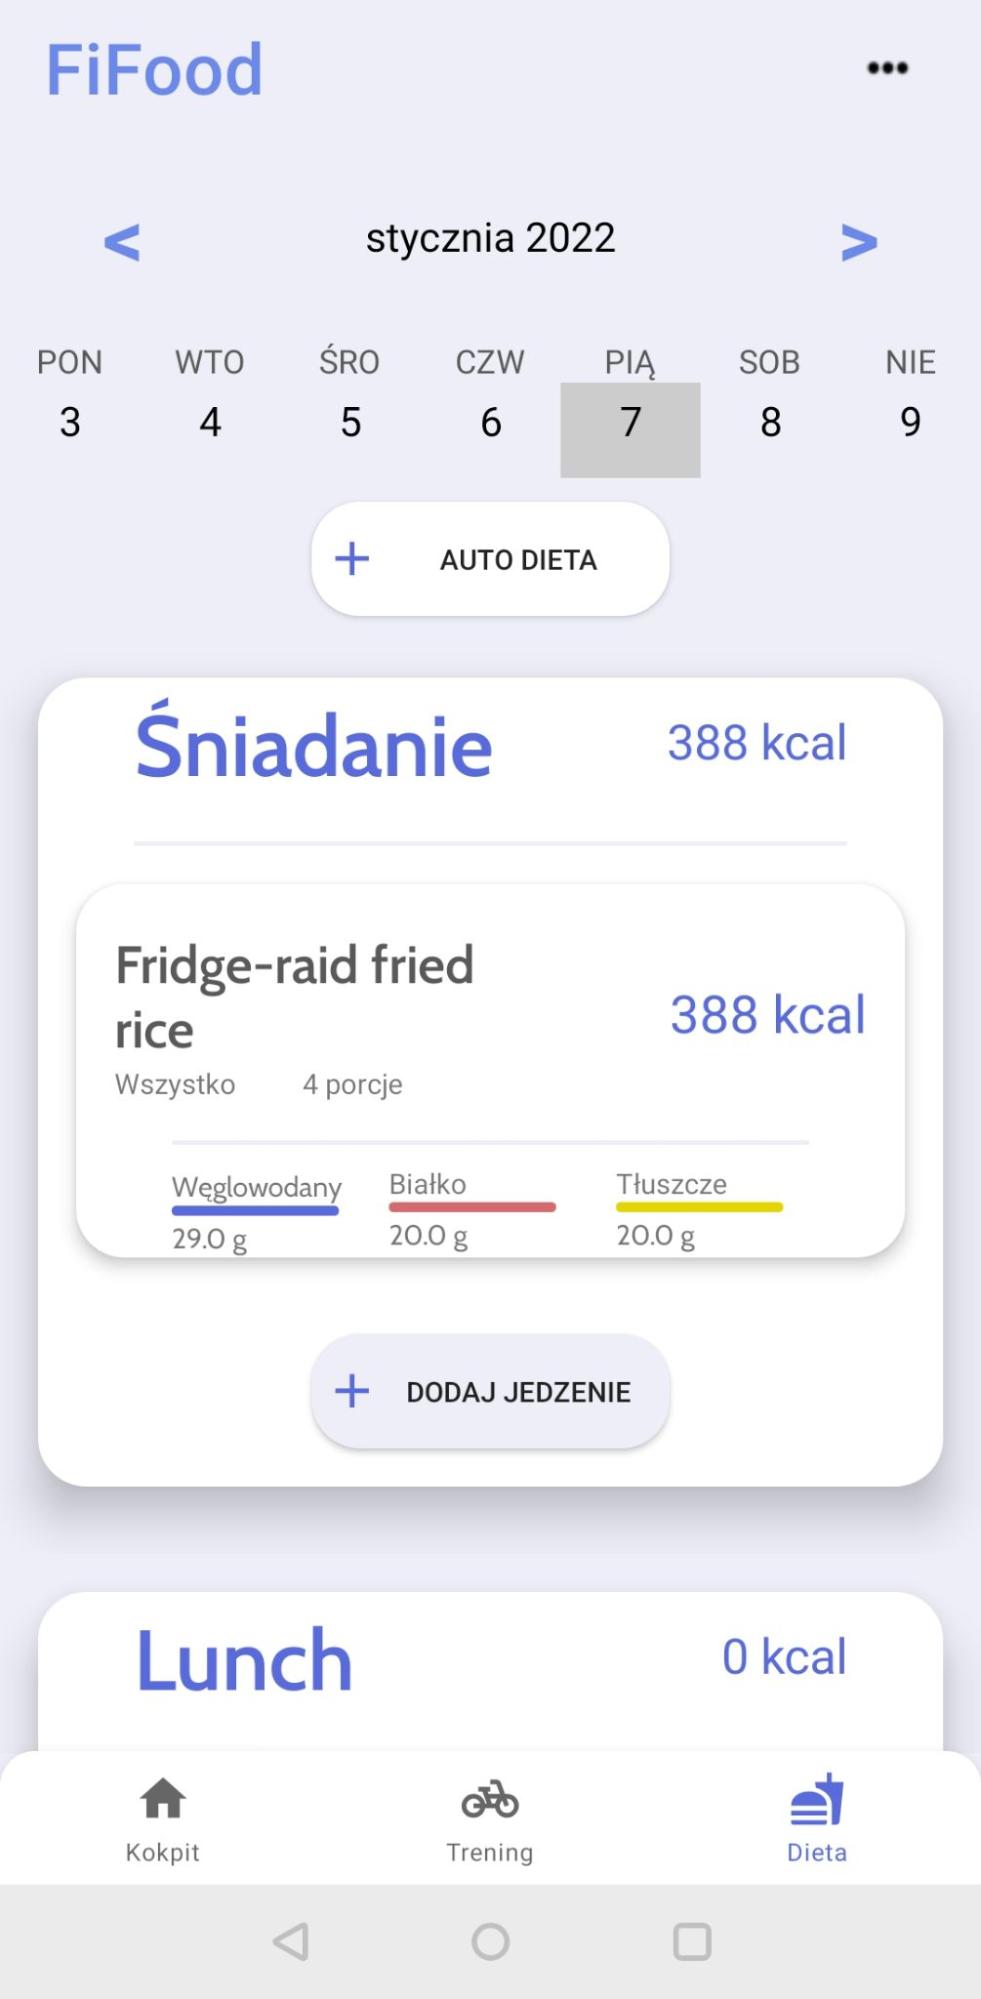 FiFood
•••
< stycznia 2022 >
PON WTO ŚRO CZW PIĄ SOB NIE
3 4 5 6 7 8 9
+ AUTO DIETA
Śniadanie 388 kcal
Fridge-raid fried
rice
388 kcal
Wszystko 4 porcje
Węglowodany Białko Tłuszcze
29.0 g 20.0 g 20.0 g
+ DODAJ JEDZENIE
Lunch 0 kcal
Kokpit Trening Dieta